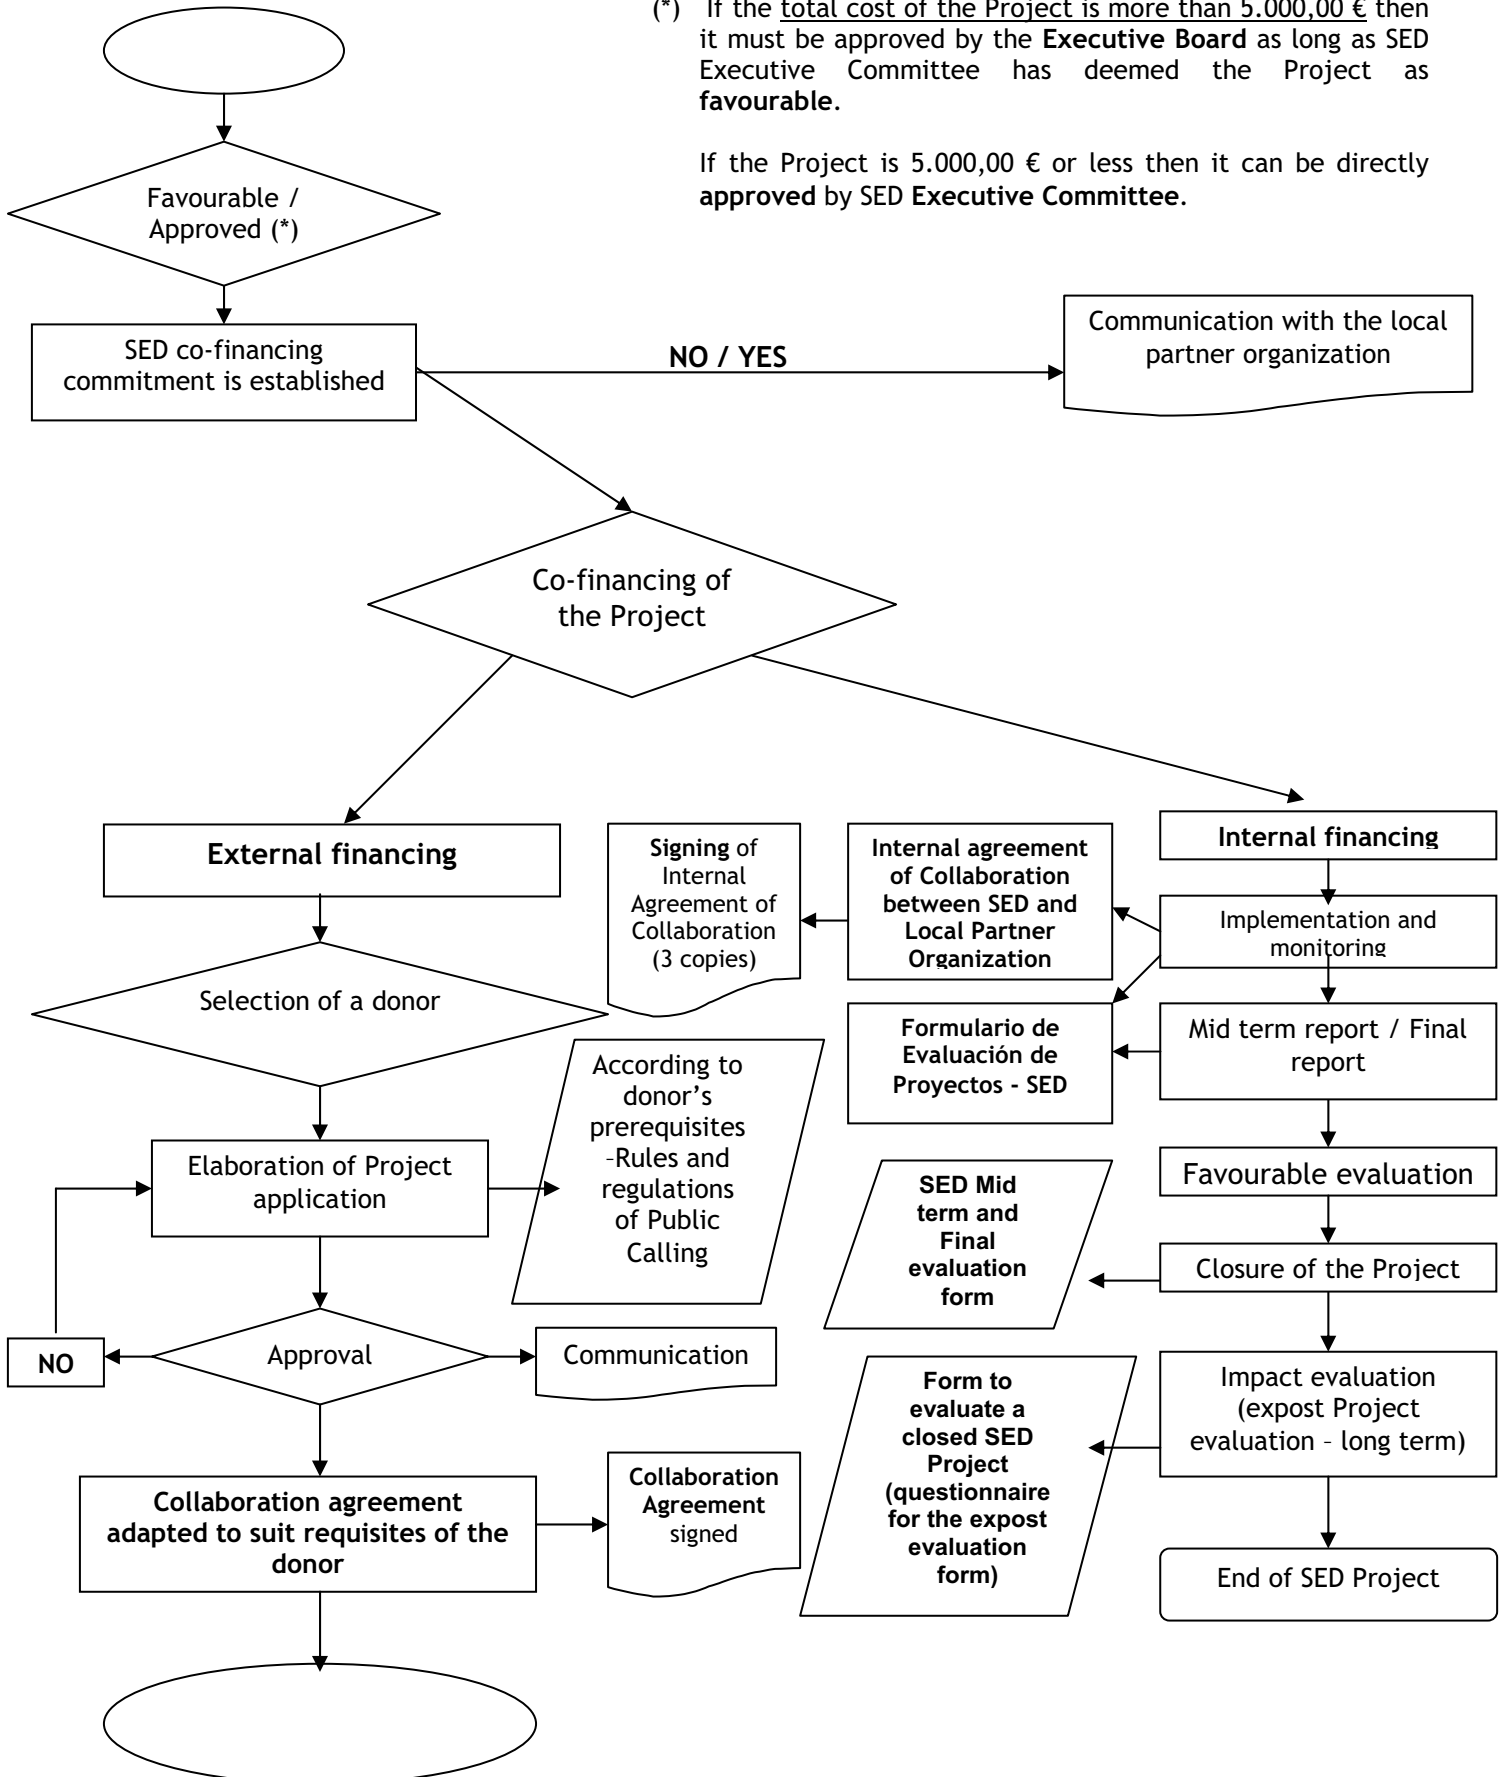 (*) If the total cost of the Project is more than 5.000,00 € then
it must be approved by the Executive Board as long as SED
Executive Committee has deemed the Project as
favourable.
If the Project is 5.000,00 € or less then it can be directly
approved by SED Executive Committee.
Favourable /
Approved (*)
SED co-financing
commitment is established
NO / YES
Communication with the local
partner organization
Co-financing of
the Project
External financing
Selection of a donor
Elaboration of Project
application
According to
donor’s
prerequisites
–Rules and
regulations
of Public
Calling
NO
Approval
Communication
Collaboration agreement
adapted to suit requisites of the
donor
Collaboration
Agreement
signed
Signing of
Internal
Agreement of
Collaboration
(3 copies)
Internal agreement
of Collaboration
between SED and
Local Partner
Organization
Internal financing
Implementation and
monitoring
Formulario de
Evaluación de
Proyectos - SED
Mid term report / Final
report
Favourable evaluation
SED Mid
term and
Final
evaluation
form
Closure of the Project
Form to
evaluate a
closed SED
Project
(questionnaire
for the expost
evaluation
form)
Impact evaluation
(expost Project
evaluation – long term)
End of SED Project